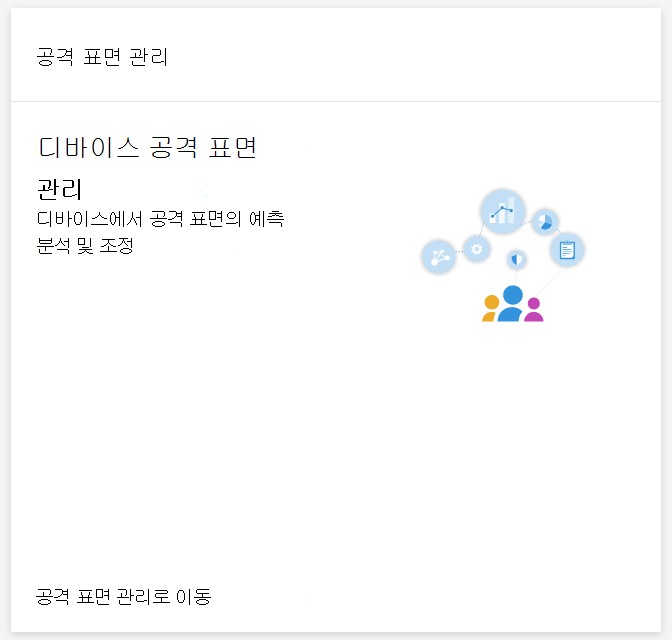 공격 표면 관리
디바이스 공격 표면
관리
디바이스에서 공격 표면의 예측
분석 및 조정
공격 표면 관리로 이동